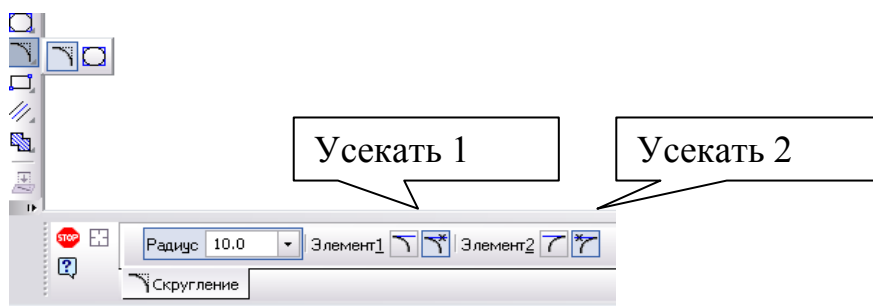 Усекать 1
Усекать 2
STOP
Радиус 10.0 Элемент1 Элемент2
?
Скругление